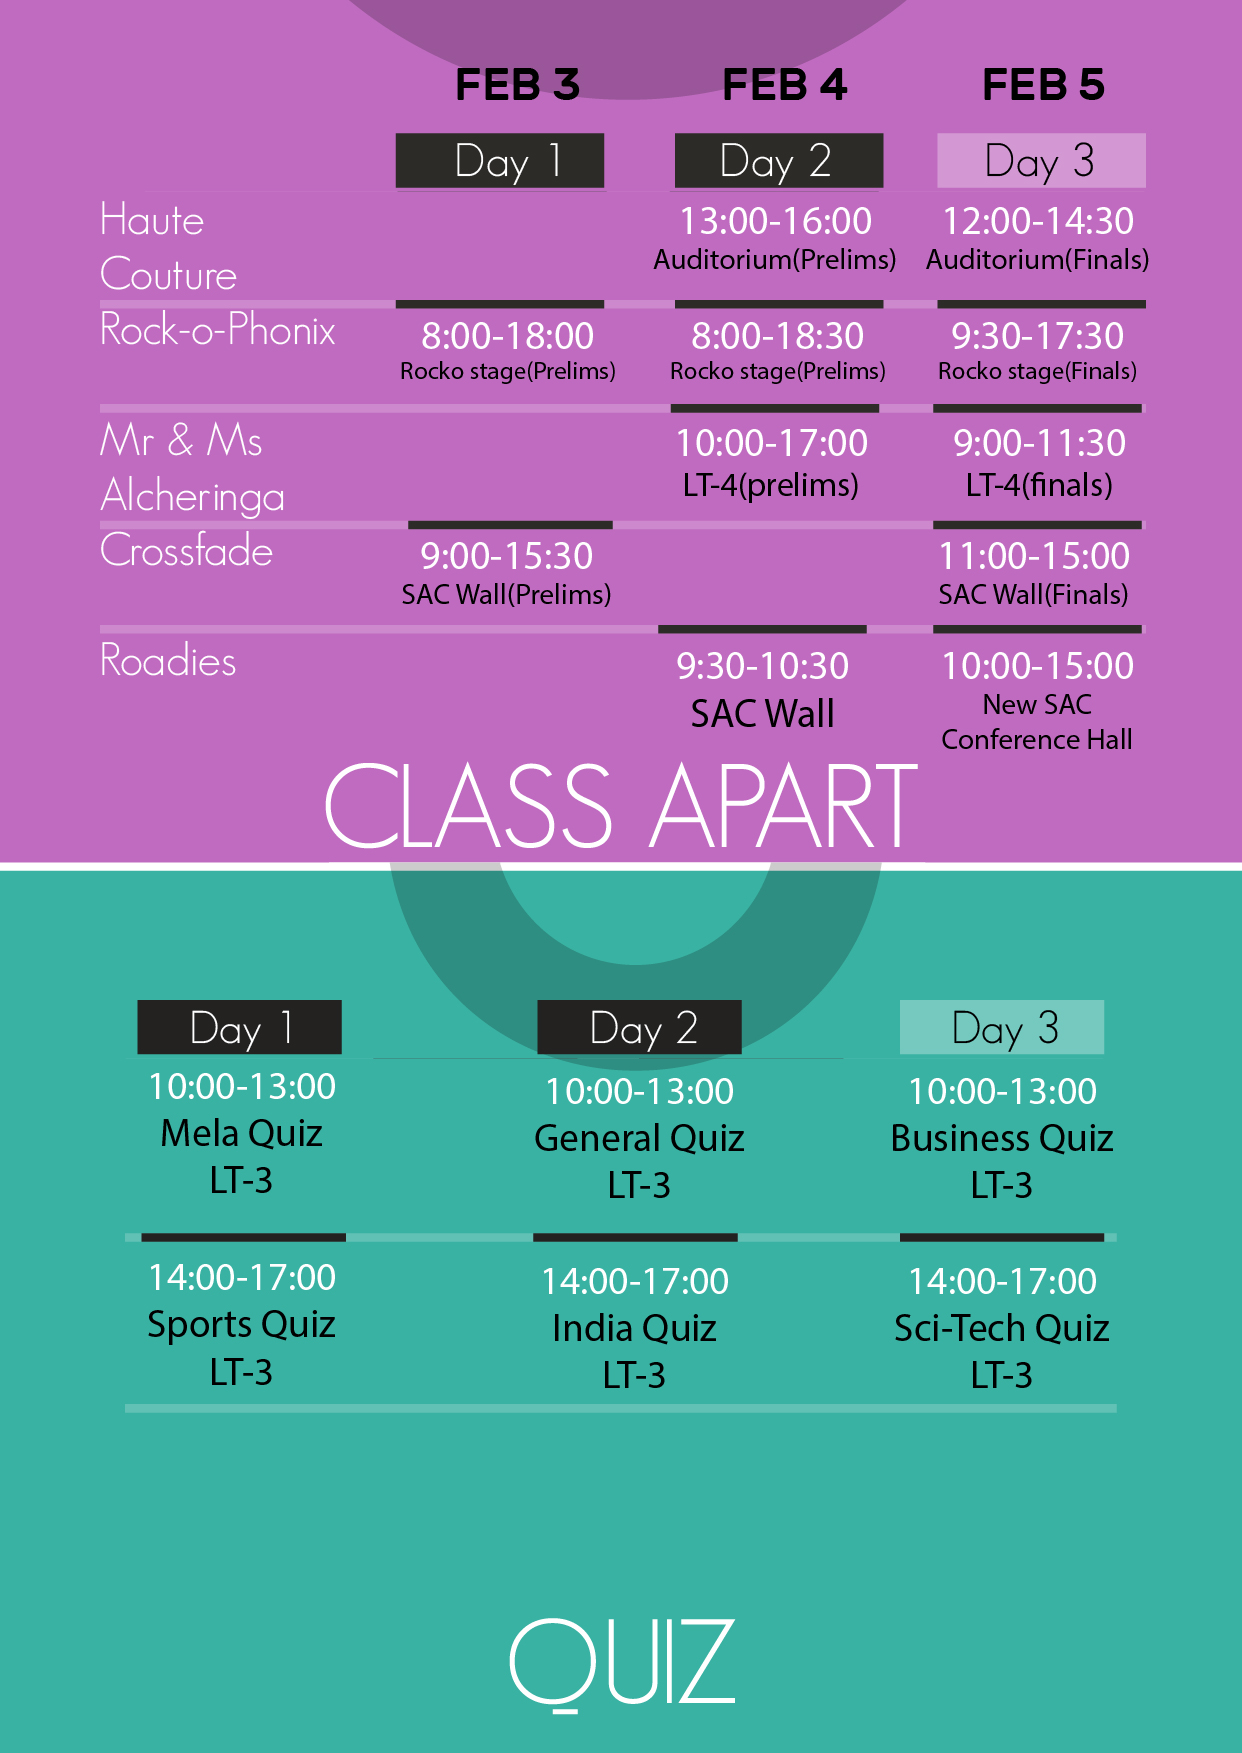 FEB 3 FEB 4 FEB 5
Day 1 Day 2 Day 3
Haute
Couture
13:00-16:00 12:00-14:30
Auditorium(Prelims) Auditorium(Finals)
Rock-o-Phonix 8:00-18:00 8:00-18:30 9:30-17:30
Rocko stage(Prelims) Rocko stage(Prelims) Rocko stage(Finals)
Mr & Ms
Alcheringa
10:00-17:00 9:00-11:30
LT-4(prelims) LT-4(finals)
Crossfade 9:00-15:30 11:00-15:00
SAC Wall(Prelims) SAC Wall(Finals)
Roadies 9:30-10:30 10:00-15:00
SAC Wall New SAC
Conference Hall
CLASS APART
Day 1 Day 2 Day 3
10:00-13:00 10:00-13:00 10:00-13:00
Mela Quiz General Quiz Business Quiz
LT-3 LT-3 LT-3
14:00-17:00 14:00-17:00 14:00-17:00
Sports Quiz India Quiz Sci-Tech Quiz
LT-3 LT-3 LT-3
QUIZ